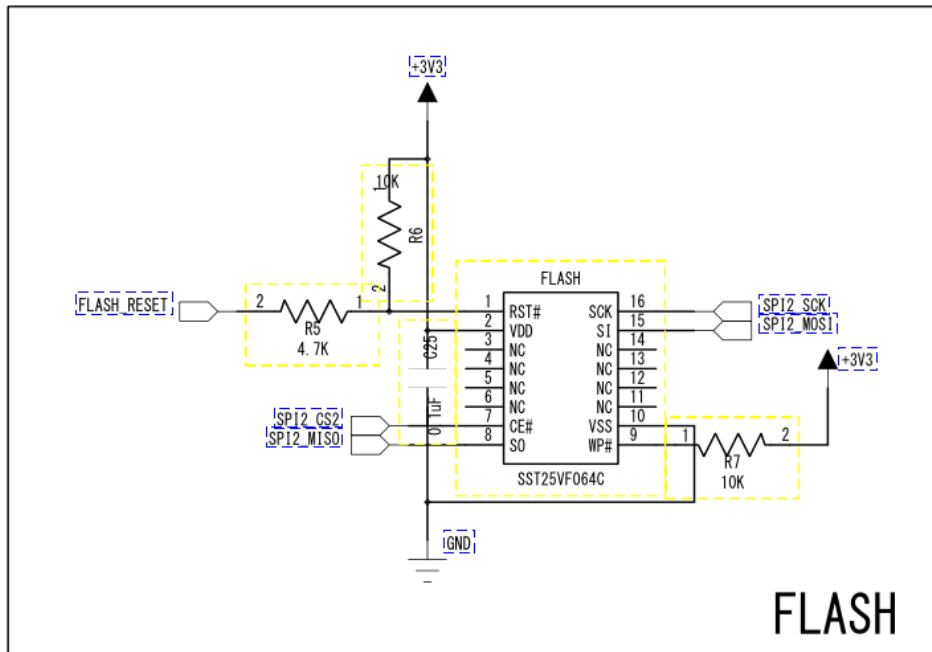 +3V3
10K
R6
2
FLASH_RESET
2
1
R5
4.7K
C25
0.1uF
FLASH
1
RST#
SCK
16
SPI2_SCK
2
VDD
SI
15
SPI2_MOSI
3
NC
NC
14
4
NC
NC
13
+3V3
5
NC
NC
12
6
NC
NC
11
SPI2_CS2
7
CE#
VSS
10
SPI2_MISO
8
SO
WP#
9
1
2
R7
10K
SST25VF064C
GND
FLASH